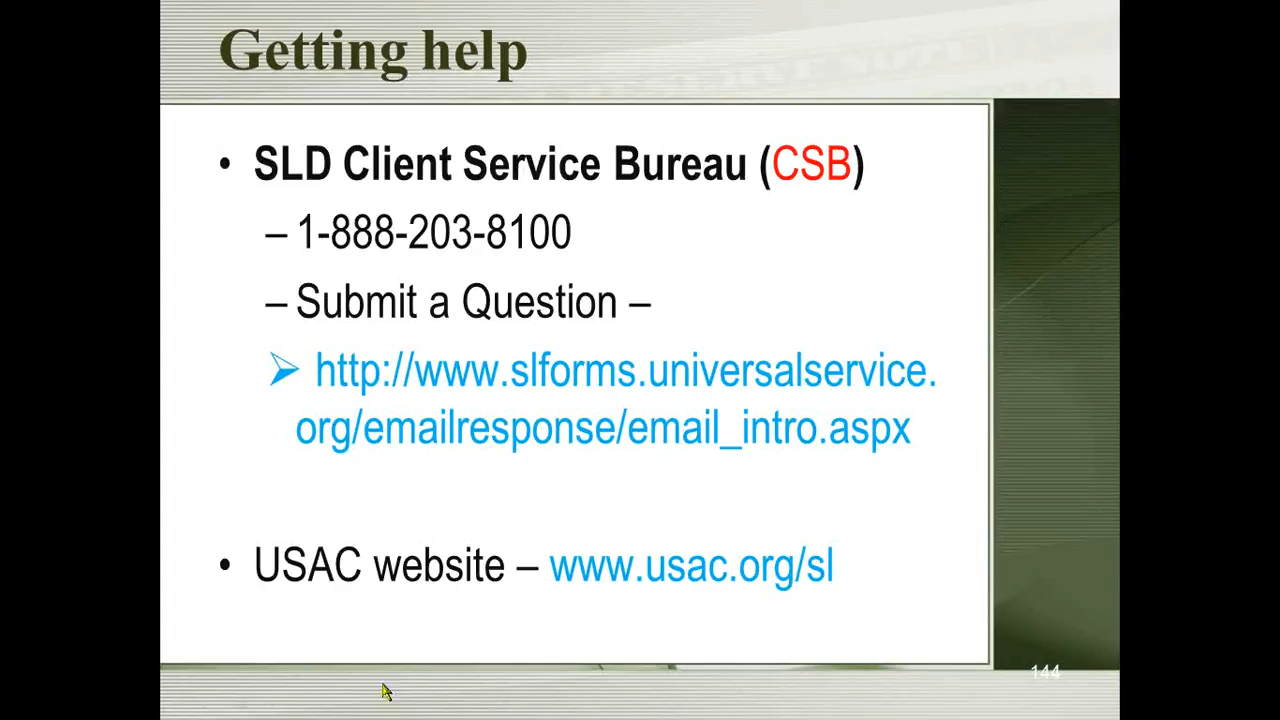 Getting help
• SLD Client Service Bureau (CSB)
– 1-888-203-8100
– Submit a Question –
➢ http://www.slforms.universalservice.
org/emailresponse/email_intro.aspx
• USAC website – www.usac.org/sl
144